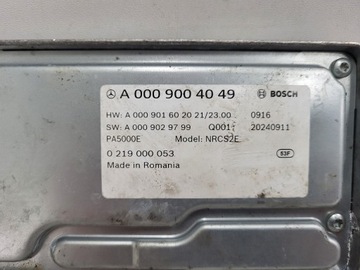 A 000 900 40 49 BOSCH
HW: A 000 901 60 20 21/23.00 0916
SW: A 000 902 97 99 Q001: 20240911
PA5000E Model: NRCS2E
0 219 000 053 S3F
Made in Romania